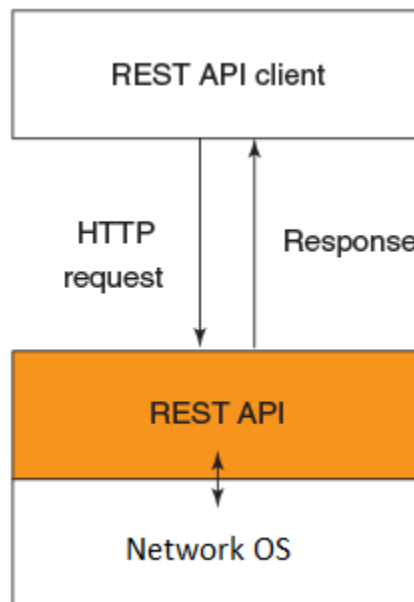 REST API client
HTTP
request
Response
REST API
Network OS